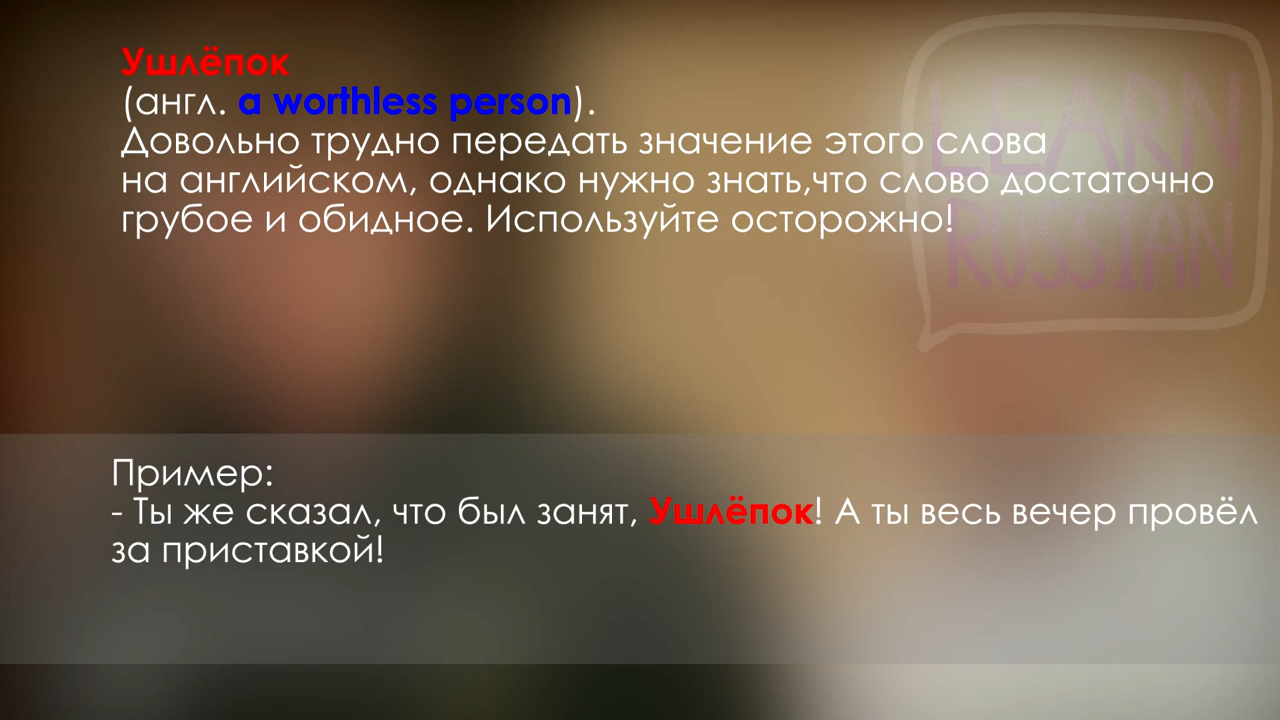 Ушлёпок
(англ. a worthless person).
Довольно трудно передать значение этого слова
на английском, однако нужно знать,что слово достаточно
грубое и обидное. Используйте осторожно!
LEARN
RUSSIAN
Пример:
- Ты же сказал, что был занят, Ушлёпок! А ты весь вечер провёл
за приставкой!